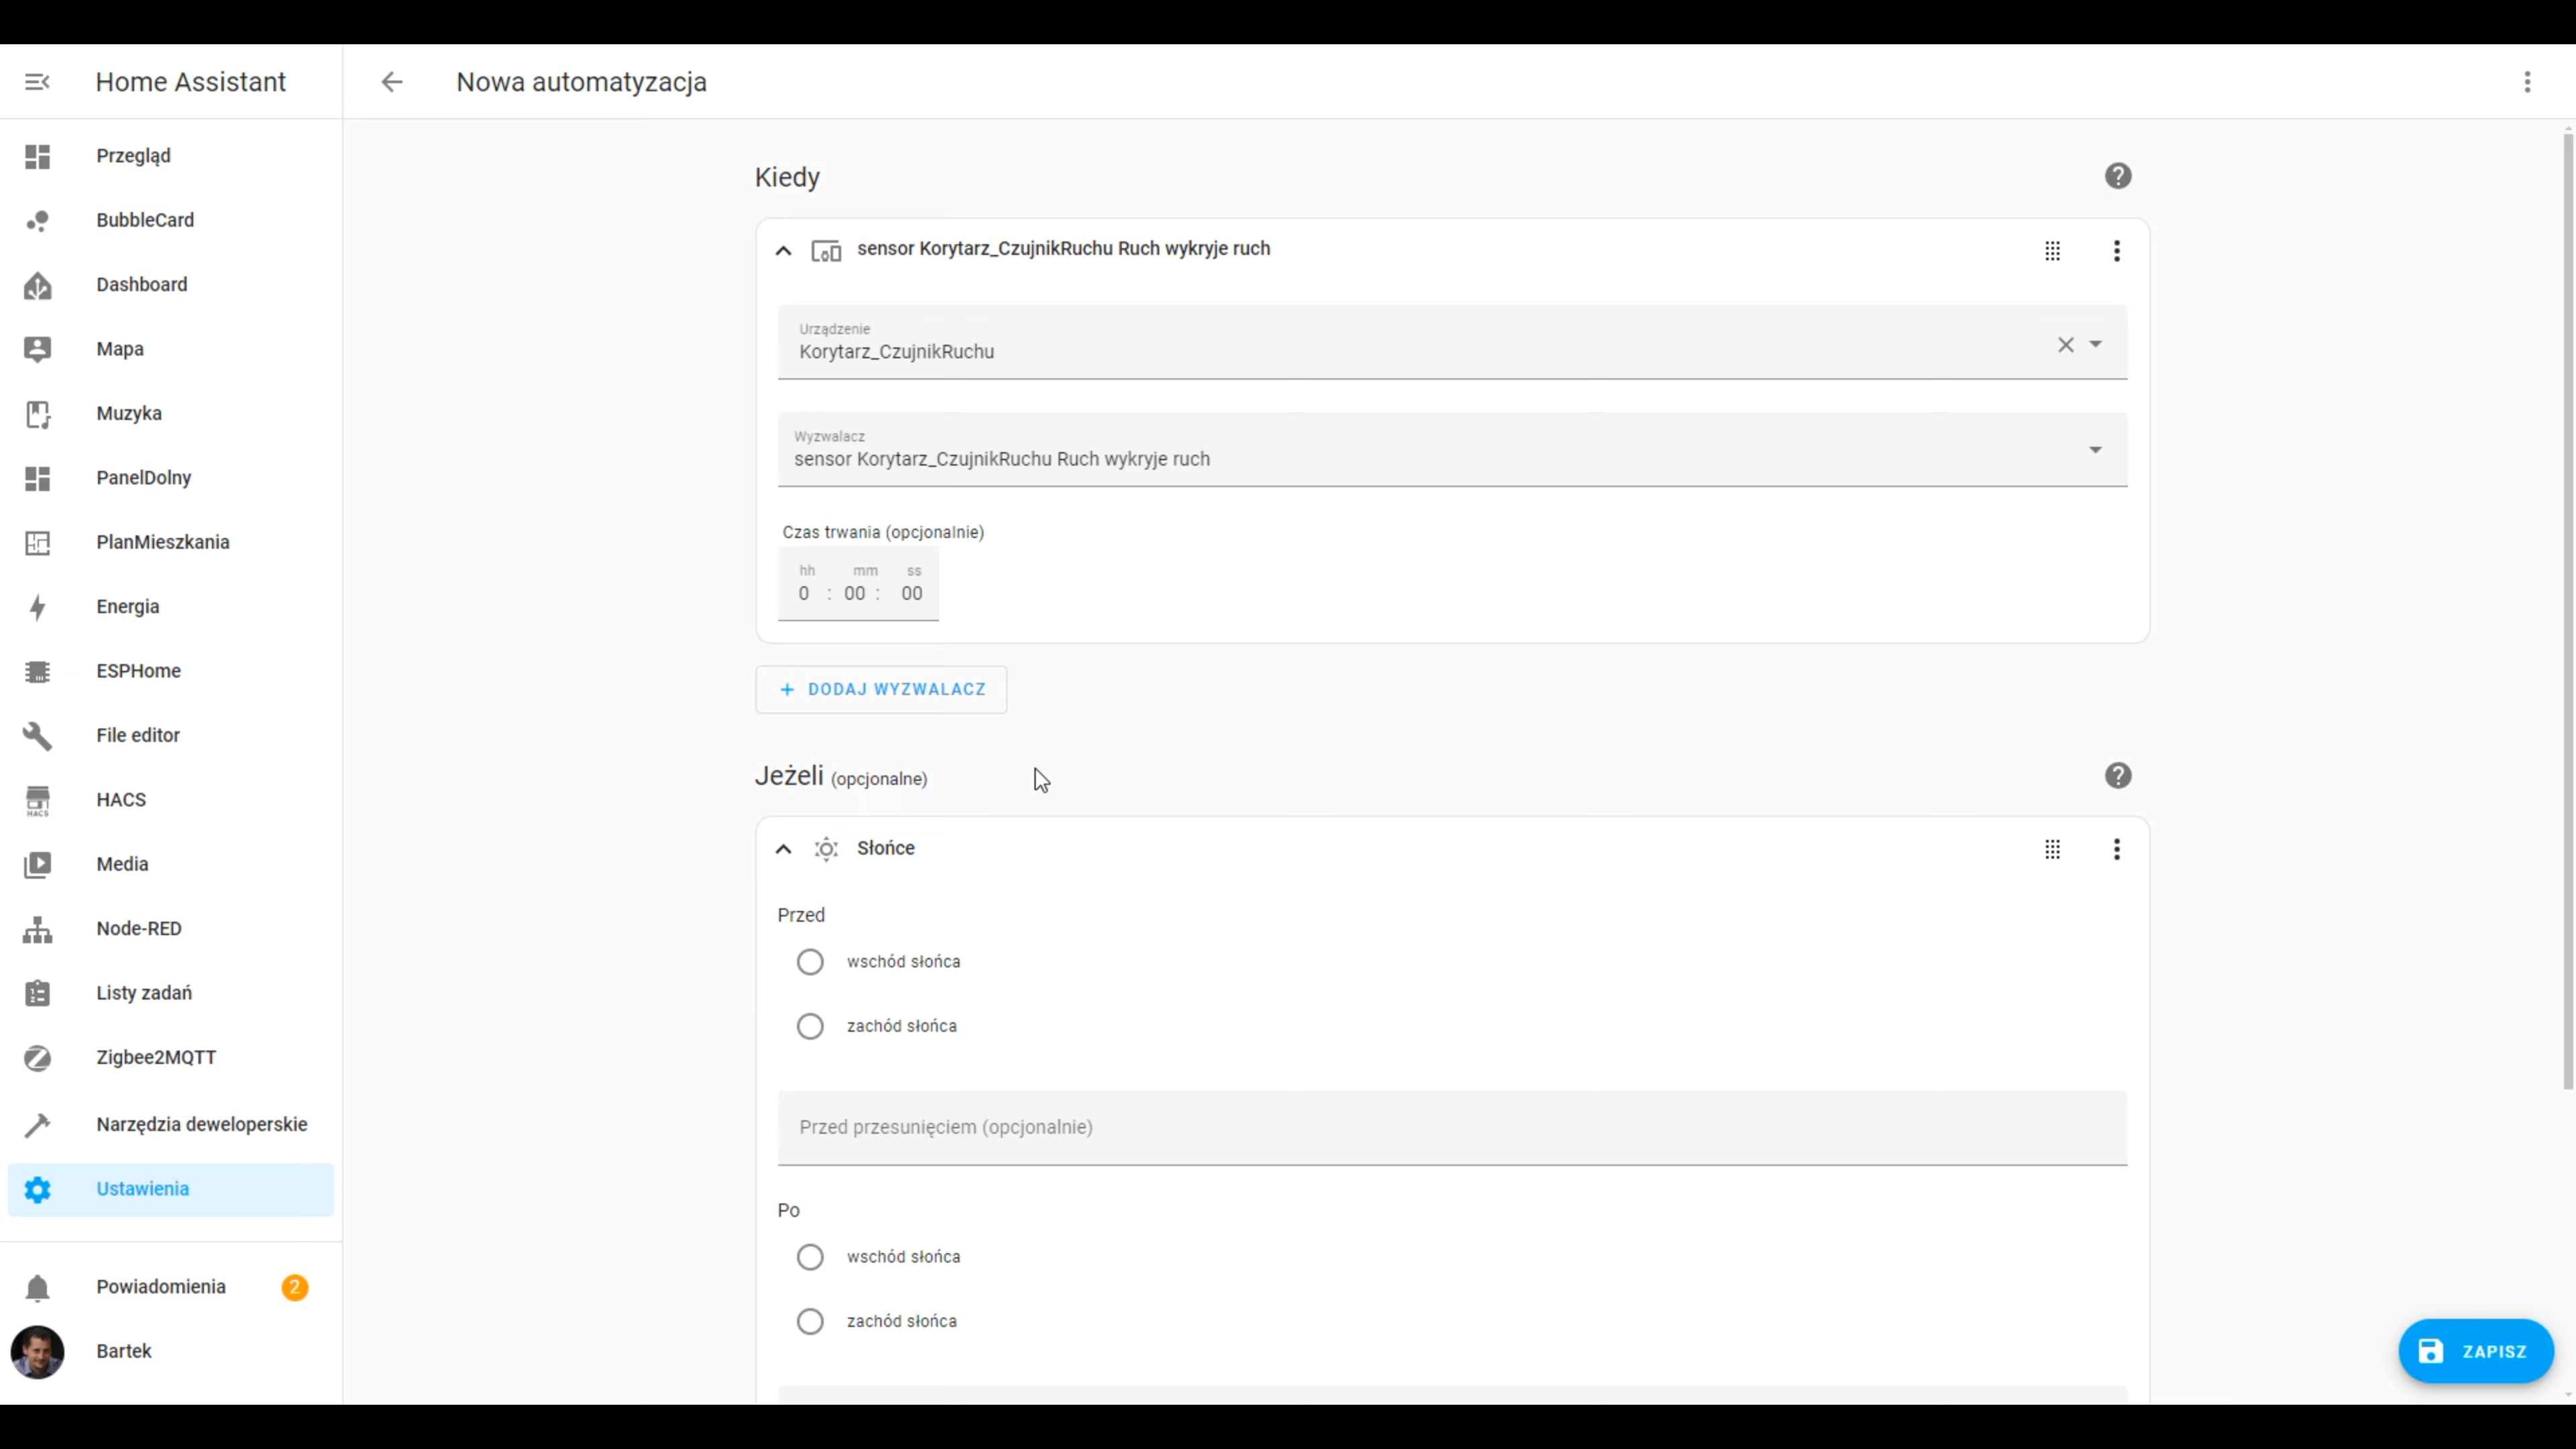 Home Assistant
Nowa automatyzacja
Przegląd
BubbleCard
Dashboard
Mapa
Muzyka
PanelDolny
PlanMieszkania
Energia
ESPHome
File editor
HACS
HACS
Media
Node-RED
Listy zadań
Zigbee2MQTT
Narzędzia deweloperskie
Ustawienia
Powiadomienia 2
Bartek
Kiedy
sensor Korytarz_CzujnikRuchu Ruch wykryje ruch
Urządzenie
Korytarz_CzujnikRuchu
Wyzwalacz
sensor Korytarz_CzujnikRuchu Ruch wykryje ruch
Czas trwania (opcjonalnie)
hh mm ss
0 : 00 : 00
+ DODAJ WYZWALACZ
Jeżeli (opcjonalne)
Słońce
Przed
wschód słońca
zachód słońca
Przed przesunięciem (opcjonalnie)
Po
wschód słońca
zachód słońca
ZAPISZ